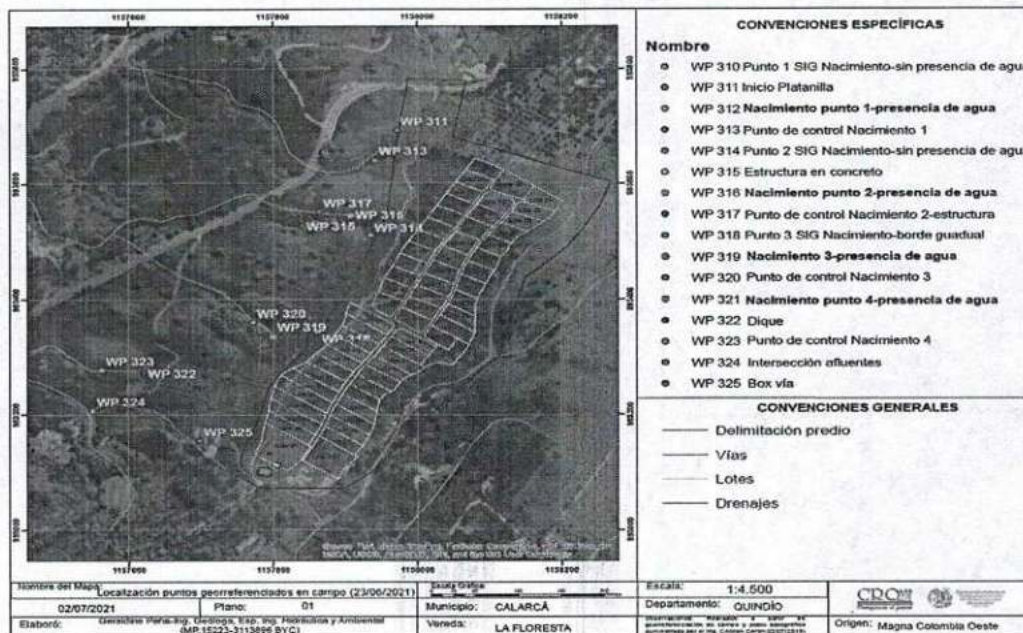 CONVENCIONES ESPECÍFICAS
Nombre
WP 310 Punto 1 SIG Nacimiento-sin presencia de agua
WP 311 Inicio Platanilla
WP 312 Nacimiento punto 1-presencia de agua
WP 313 Punto de control Nacimiento 1
WP 314 Punto 2 SIG Nacimiento-sin presencia de agua
WP 315 Estructura en concreto
WP 316 Nacimiento punto 2-presencia de agua
WP 317 Punto de control Nacimiento 2-estructura
WP 318 Punto 3 SIG Nacimiento-borde guadual
WP 319 Nacimiento 3-presencia de agua
WP 320 Punto de control Nacimiento 3
WP 321 Nacimiento punto 4-presencia de agua
WP 322 Dique
WP 323 Punto de control Nacimiento 4
WP 324 Intersección afluentes
WP 325 Box vía
CONVENCIONES GENERALES
Delimitación predio
Vías
Lotes
Drenajes
WP 311
WP 313
WP 317
WP 316
WP 315
WP 314
WP 320
WP 319
WP 318
WP 323
WP 322
WP 324
WP 325
Nombre del Mapa:
Localización puntos georreferenciados en campo (23/06/2021)
02/07/2021
Plano: 01
Escala Gráfica
Municipio: CALARCÁ
Vereda: LA FLORESTA
Elaboró:
Escala: 1:4.500
Departamento: QUINDÍO
CRQ
Origen: Magna Colombia Oeste